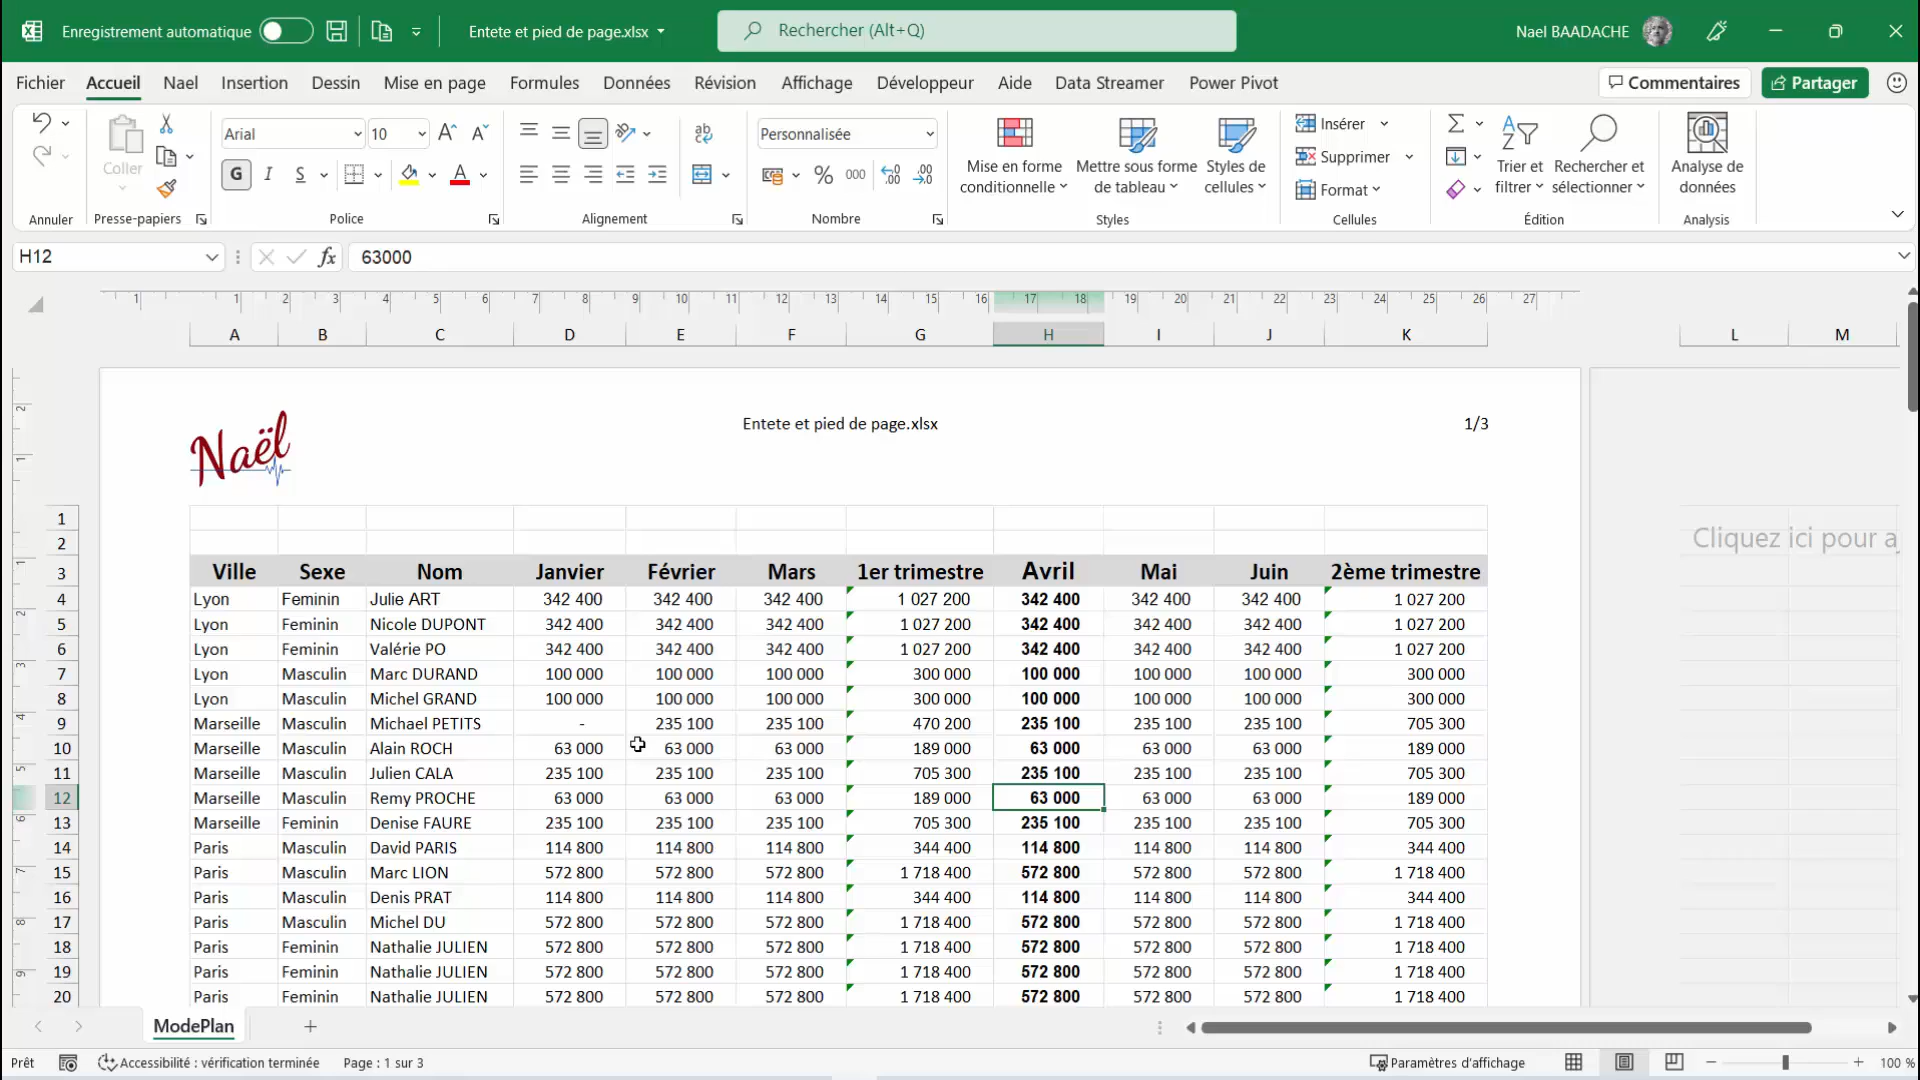 Enregistrement automatique Entete et pied de page.xlsx Rechercher (Alt+Q) Nael BAADACHE
Fichier Accueil Nael Insertion Dessin Mise en page Formules Données Révision Affichage Développeur Aide Data Streamer Power Pivot Commentaires Partager
Coller
Arial 10
G I S
Personnalisée
% 000
Mise en forme conditionnelle
Mettre sous forme de tableau
Styles de cellules
Insérer
Supprimer
Format
Trier et filtrer
Rechercher et sélectionner
Analyse de données
Annuler Presse-papiers Police Alignement Nombre Styles Cellules Édition Analysis
H12 fx 63000
1 1 2 3 4 5 6 7 8 9 10 11 12 13 14 15 16 17 18 19 20 21 22 23 24 25 26 27
A B C D E F G H I J K L M
Naël Entete et pied de page.xlsx 1/3
1
2 Cliquez ici pour a
3 Ville Sexe Nom Janvier Février Mars 1er trimestre Avril Mai Juin 2ème trimestre
4 Lyon Feminin Julie ART 342 400 342 400 342 400 1 027 200 342 400 342 400 342 400 1 027 200
5 Lyon Feminin Nicole DUPONT 342 400 342 400 342 400 1 027 200 342 400 342 400 342 400 1 027 200
6 Lyon Feminin Valérie PO 342 400 342 400 342 400 1 027 200 342 400 342 400 342 400 1 027 200
7 Lyon Masculin Marc DURAND 100 000 100 000 100 000 300 000 100 000 100 000 100 000 300 000
8 Lyon Masculin Michel GRAND 100 000 100 000 100 000 300 000 100 000 100 000 100 000 300 000
9 Marseille Masculin Michael PETITS - 235 100 235 100 470 200 235 100 235 100 235 100 705 300
10 Marseille Masculin Alain ROCH 63 000 63 000 63 000 189 000 63 000 63 000 63 000 189 000
11 Marseille Masculin Julien CALA 235 100 235 100 235 100 705 300 235 100 235 100 235 100 705 300
12 Marseille Masculin Remy PROCHE 63 000 63 000 63 000 189 000 63 000 63 000 63 000 189 000
13 Marseille Feminin Denise FAURE 235 100 235 100 235 100 705 300 235 100 235 100 235 100 705 300
14 Paris Masculin David PARIS 114 800 114 800 114 800 344 400 114 800 114 800 114 800 344 400
15 Paris Masculin Marc LION 572 800 572 800 572 800 1 718 400 572 800 572 800 572 800 1 718 400
16 Paris Masculin Denis PRAT 114 800 114 800 114 800 344 400 114 800 114 800 114 800 344 400
17 Paris Masculin Michel DU 572 800 572 800 572 800 1 718 400 572 800 572 800 572 800 1 718 400
18 Paris Feminin Nathalie JULIEN 572 800 572 800 572 800 1 718 400 572 800 572 800 572 800 1 718 400
19 Paris Feminin Nathalie JULIEN 572 800 572 800 572 800 1 718 400 572 800 572 800 572 800 1 718 400
20 Paris Feminin Nathalie JULIEN 572 800 572 800 572 800 1 718 400 572 800 572 800 572 800 1 718 400
ModePlan
Prêt Accessibilité : vérification terminée Page : 1 sur 3 Paramètres d'affichage 100 %